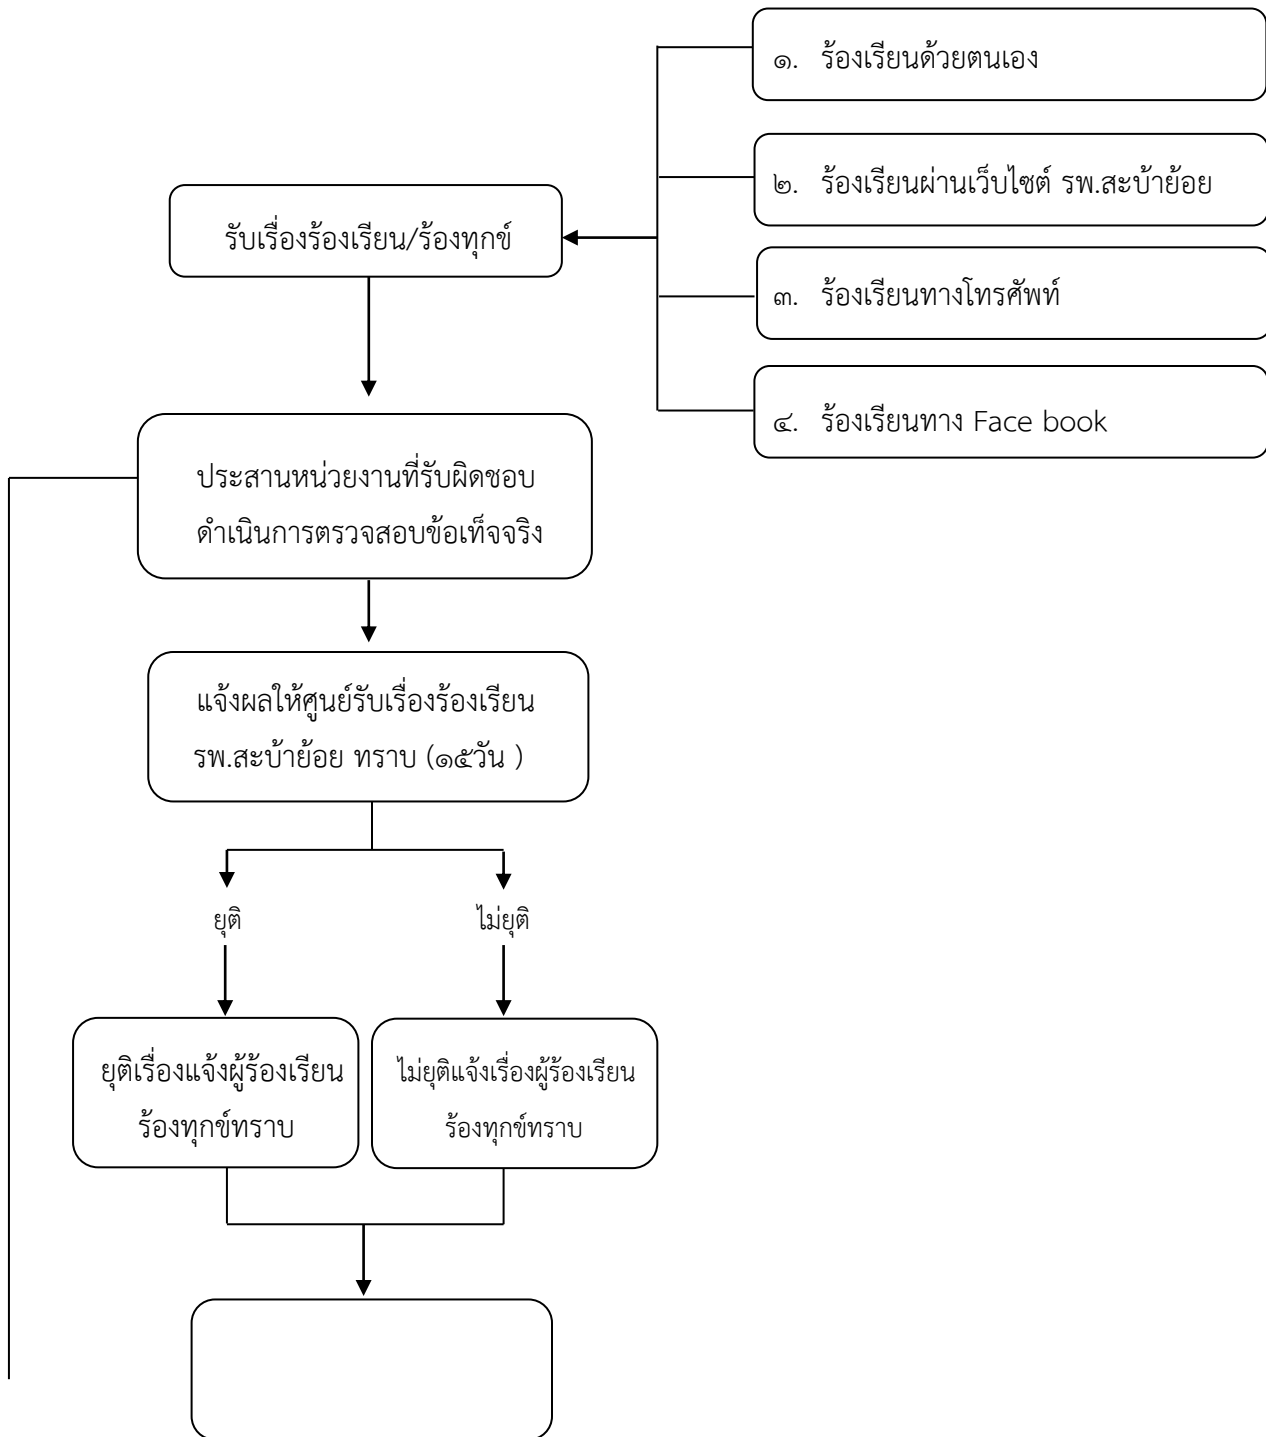 ๑. ร้องเรียนด้วยตนเอง
๒. ร้องเรียนผ่านเว็บไซต์ รพ.สะบ้าย้อย
รับเรื่องร้องเรียน/ร้องทุกข์
๓. ร้องเรียนทางโทรศัพท์
๔. ร้องเรียนทาง Face book
ประสานหน่วยงานที่รับผิดชอบ
ดำเนินการตรวจสอบข้อเท็จจริง
แจ้งผลให้ศูนย์รับเรื่องร้องเรียน
รพ.สะบ้าย้อย ทราบ (๑๕วัน )
ยุติ
ไม่ยุติ
ยุติเรื่องแจ้งผู้ร้องเรียน
ร้องทุกข์ทราบ
ไม่ยุติแจ้งเรื่องผู้ร้องเรียน
ร้องทุกข์ทราบ